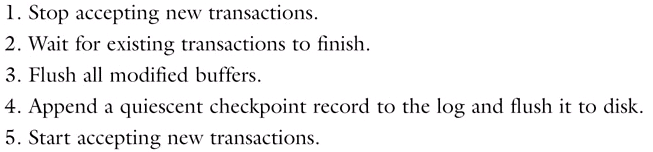 1. Stop accepting new transactions.
2. Wait for existing transactions to finish.
3. Flush all modified buffers.
4. Append a quiescent checkpoint record to the log and flush it to disk.
5. Start accepting new transactions.